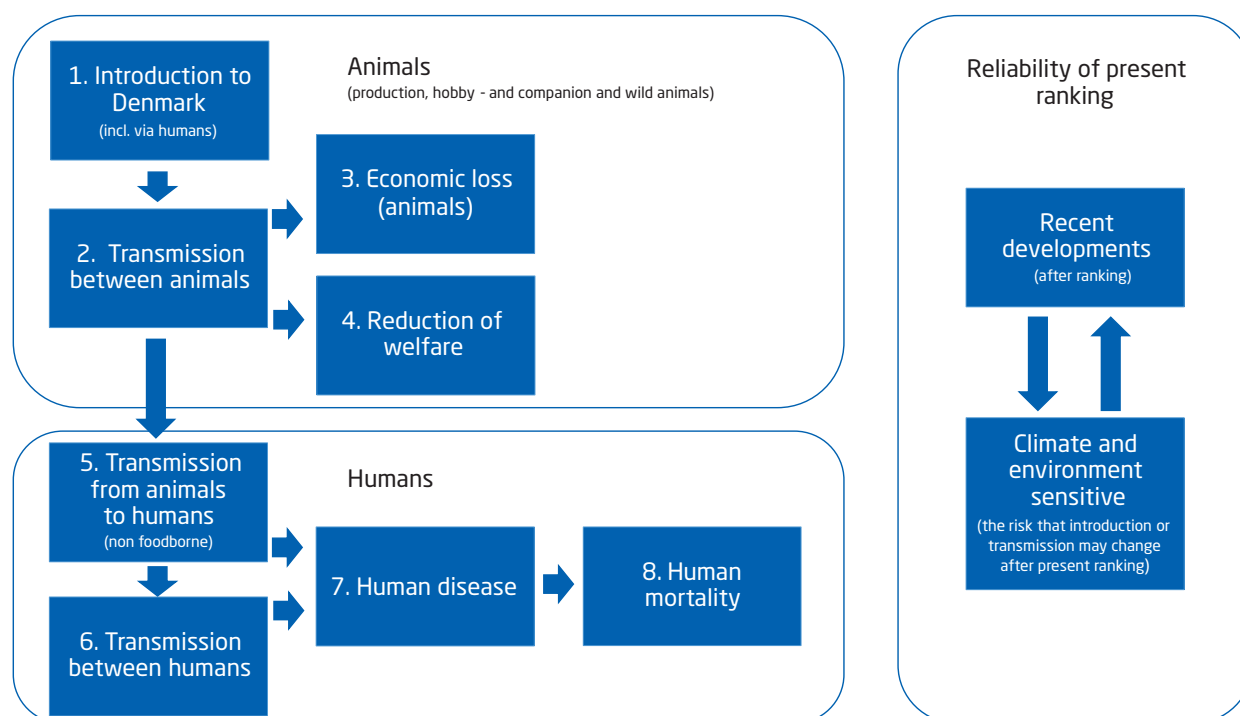 1. Introduction to
Denmark
(incl. via humans)
Animals
(production, hobby - and companion and wild animals)
2. Transmission
between animals
3. Economic loss
(animals)
4. Reduction of
welfare
5. Transmission
from animals
to humans
(non foodborne)
Humans
6. Transmission
between humans
7. Human disease
8. Human
mortality
Reliability of present
ranking
Recent
developments
(after ranking)
Climate and
environment
sensitive
(the risk that introduction or
transmission may change
after present ranking)